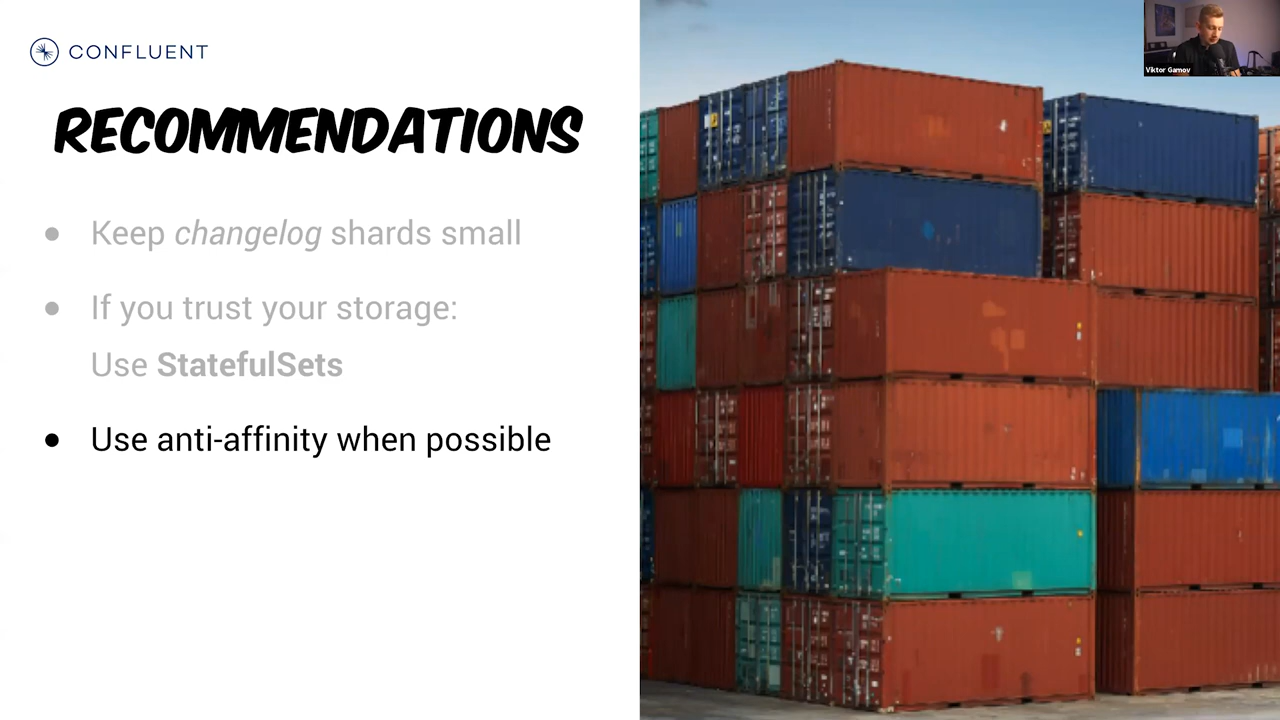 CONFLUENT
Viktor Gamov
RECOMMENDATIONS
● Keep changelog shards small
● If you trust your storage:
Use StatefulSets
● Use anti-affinity when possible